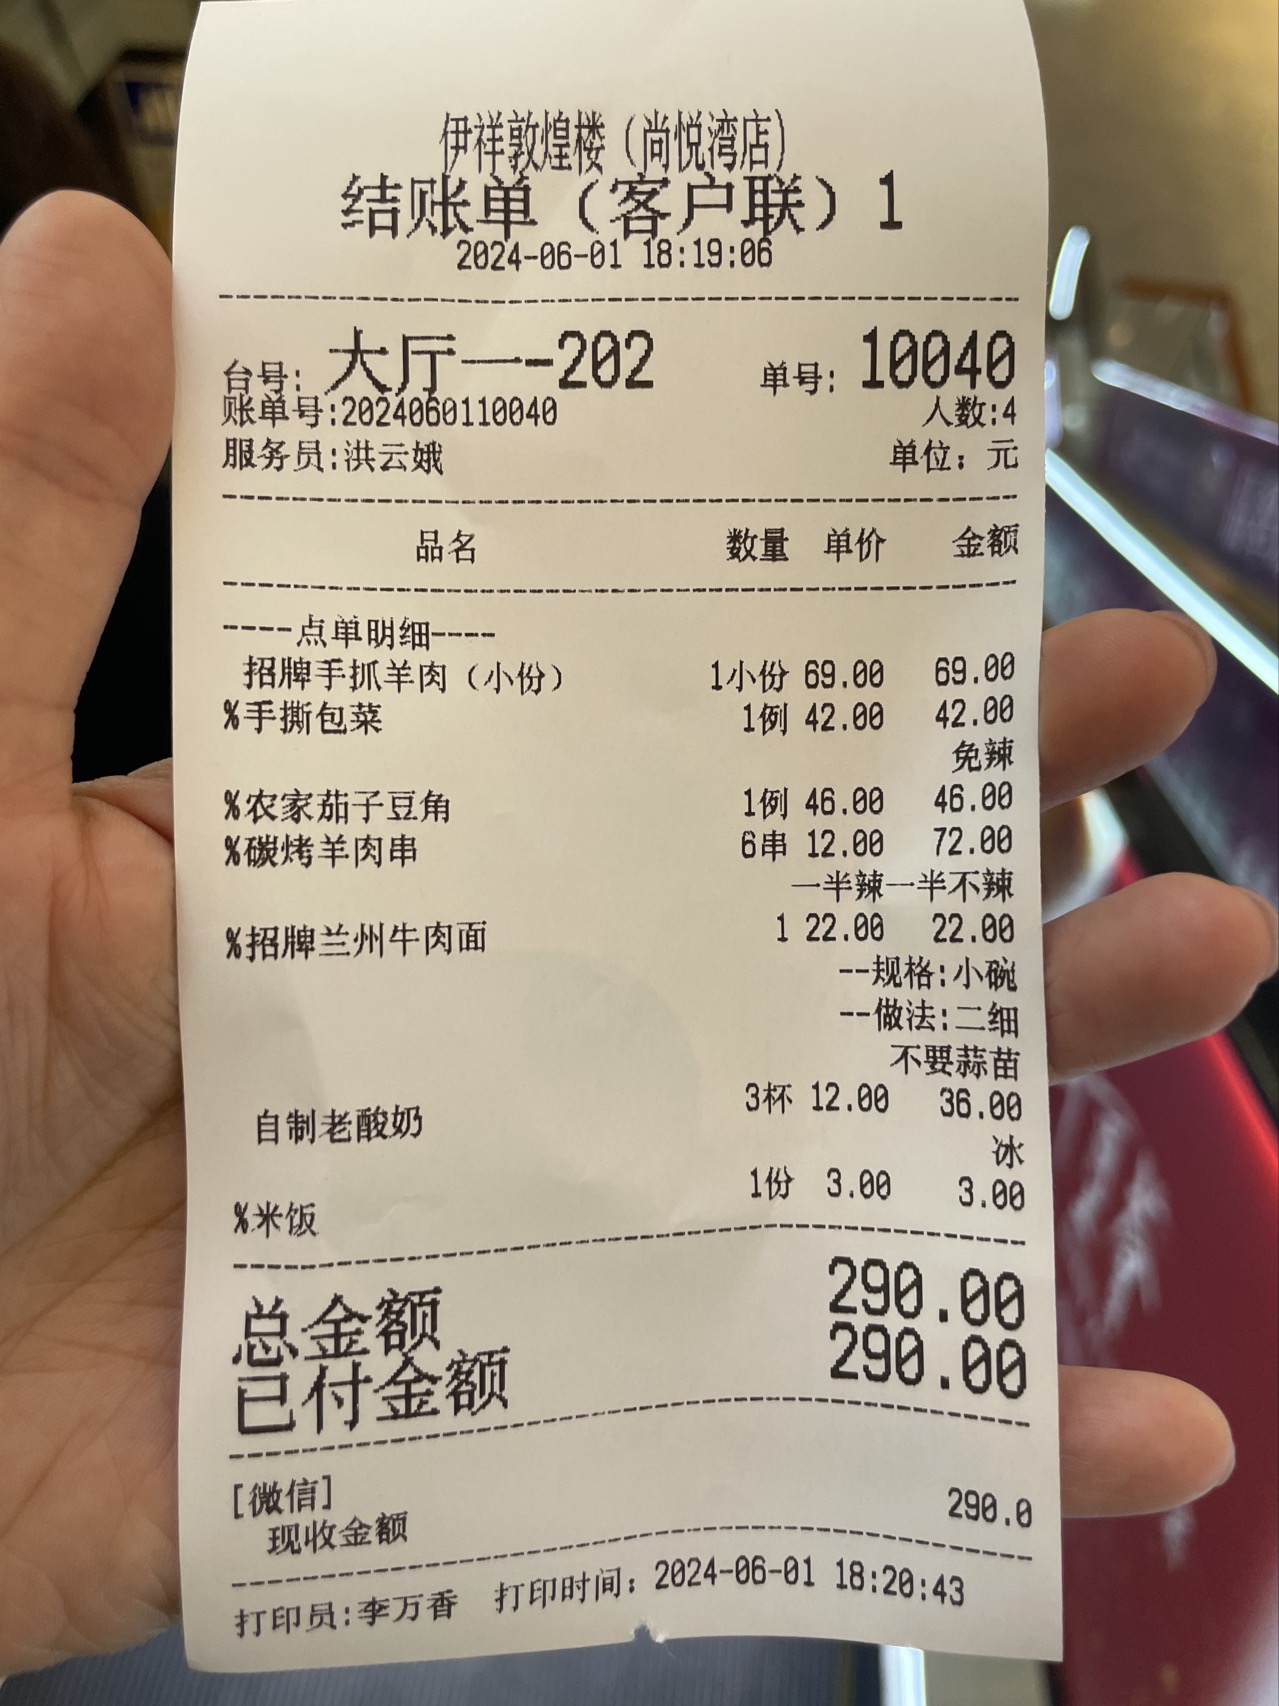 伊祥敦煌楼（尚悦湾店）
结账单（客户联）1
2024-06-01 18:19:06
台号: 大厅一-202 单号: 10040
账单号:2024060110040 人数:4
服务员:洪云娥 单位：元
品名 数量 单价 金额
----点单明细----
招牌手抓羊肉（小份） 1小份 69.00 69.00
%手撕包菜 1例 42.00 42.00
免辣
%农家茄子豆角 1例 46.00 46.00
%碳烤羊肉串 6串 12.00 72.00
一半辣一半不辣
%招牌兰州牛肉面 1 22.00 22.00
--规格:小碗
--做法:二细
不要蒜苗
自制老酸奶 3杯 12.00 36.00
冰
%米饭 1份 3.00 3.00
总金额 290.00
已付金额 290.00
[微信]
现收金额 290.0
打印员:李万香 打印时间：2024-06-01 18:20:43